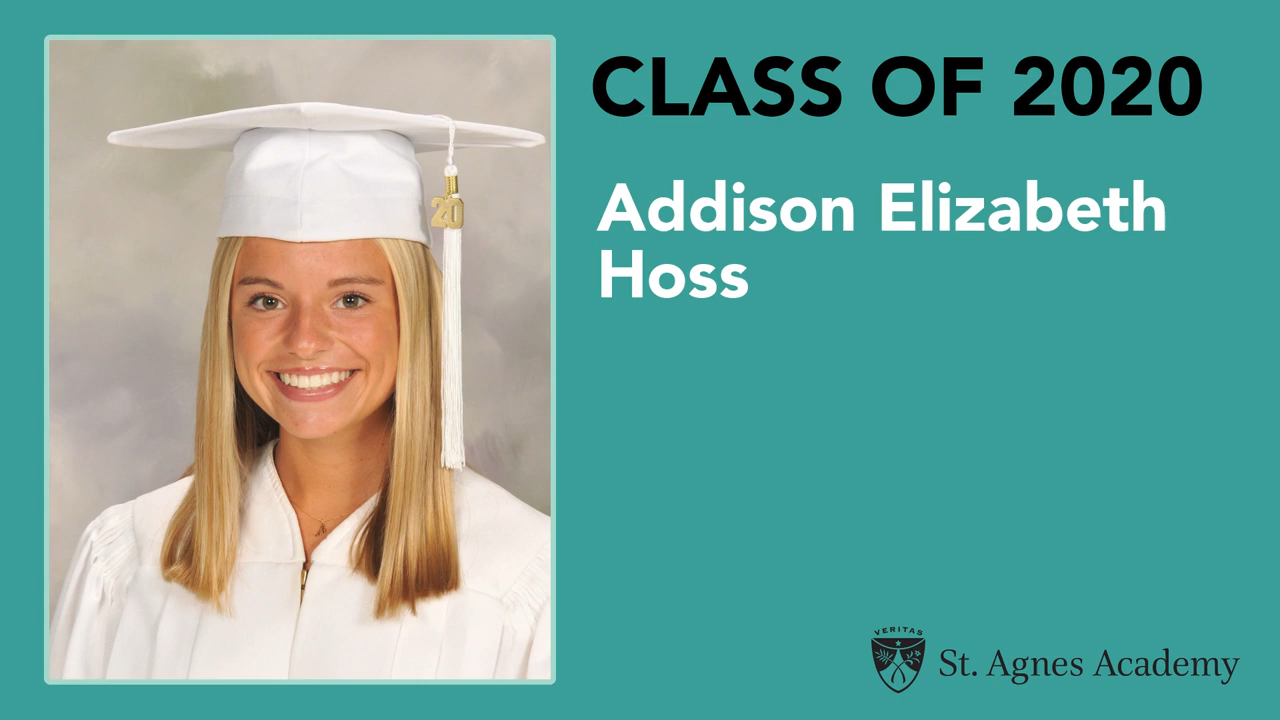 CLASS OF 2020
Addison Elizabeth
Hoss
20
VERITAS
St. Agnes Academy